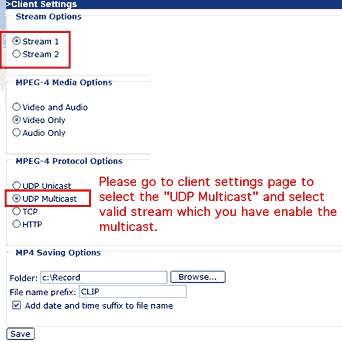 >Client Settings
Stream Options
Stream 1
Stream 2
MPEG-4 Media Options
Video and Audio
Video Only
Audio Only
MPEG-4 Protocol Options
UDP Unicast
UDP Multicast
TCP
HTTP
Please go to client settings page to
select the "UDP Multicast" and select
valid stream which you have enable the
multicast.
MP4 Saving Options
Folder: c:\Record Browse...
File name prefix: CLIP
Add date and time suffix to file name
Save